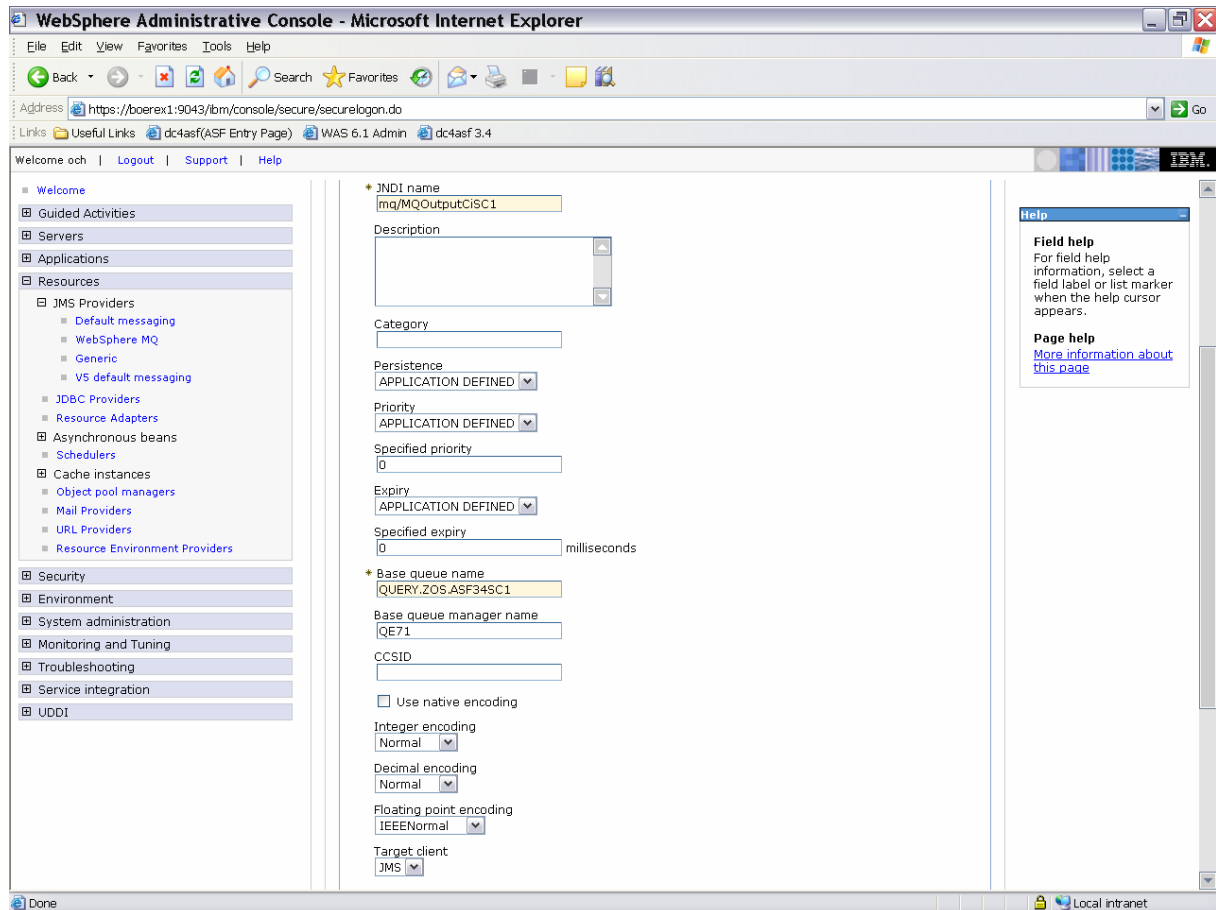 WebSphere Administrative Console - Microsoft Internet Explorer
File Edit View Favorites Tools Help
Back Search Favorites
Address https://boerex1:9043/ibm/console/secure/securelogon.do Go
Links Useful Links dc4asf(ASF Entry Page) WAS 6.1 Admin dc4asf 3.4
Welcome och | Logout | Support | Help IBM.
Welcome
Guided Activities
Servers
Applications
Resources
JMS Providers
Default messaging
WebSphere MQ
Generic
V5 default messaging
JDBC Providers
Resource Adapters
Asynchronous beans
Schedulers
Cache instances
Object pool managers
Mail Providers
URL Providers
Resource Environment Providers
Security
Environment
System administration
Monitoring and Tuning
Troubleshooting
Service integration
UDDI
* JNDI name
mq/MQOutputCiSC1
Description
Category
Persistence
APPLICATION DEFINED
Priority
APPLICATION DEFINED
Specified priority
0
Expiry
APPLICATION DEFINED
Specified expiry
0 milliseconds
* Base queue name
QUERY.ZOS.ASF34SC1
Base queue manager name
QE71
CCSID
Use native encoding
Integer encoding
Normal
Decimal encoding
Normal
Floating point encoding
IEEENormal
Target client
JMS
Help
Field help
For field help
information, select a
field label or list marker
when the help cursor
appears.
Page help
More information about
this page
Done Local intranet